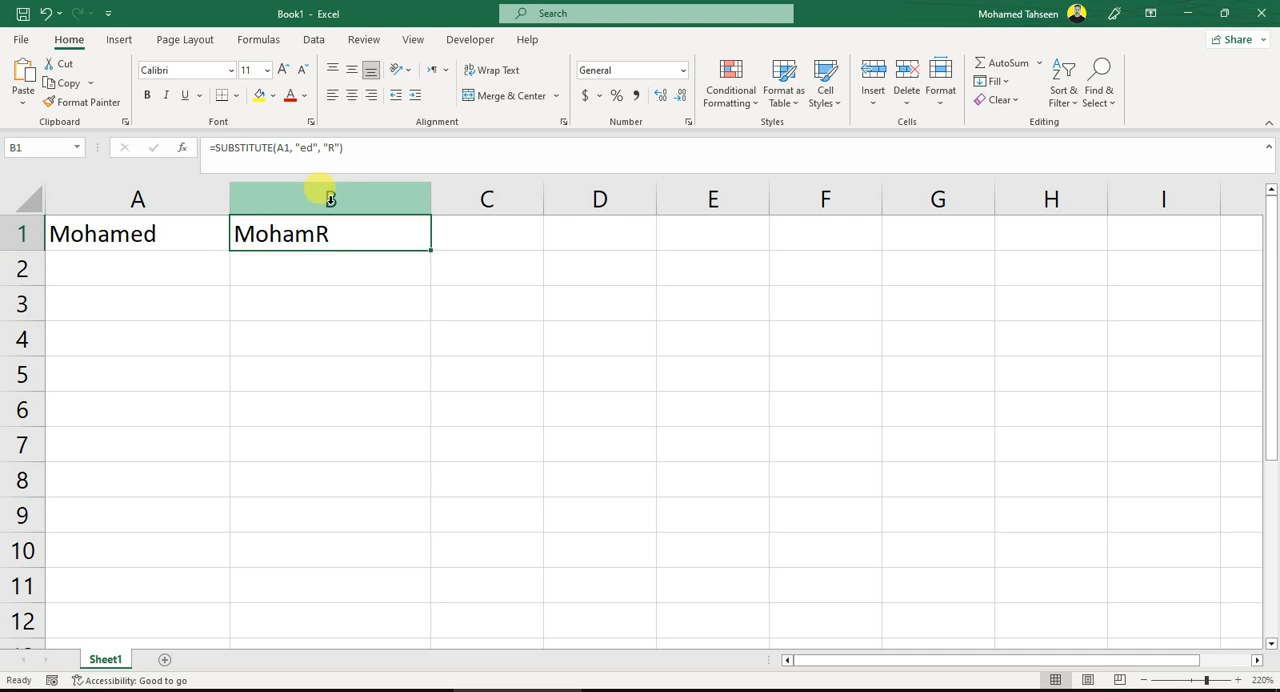 Book1 - Excel
Search
Mohamed Tahseen
File Home Insert Page Layout Formulas Data Review View Developer Help
Share
Paste
Cut
Copy
Format Painter
Clipboard
Calibri 11
B I U
Font
Wrap Text
Merge & Center
Alignment
General
$ % ,
Number
Conditional Formatting
Format as Table
Cell Styles
Styles
Insert Delete Format
Cells
AutoSum
Fill
Clear
Sort & Filter
Find & Select
Editing
B1 fx =SUBSTITUTE(A1, "ed", "R")
A B C D E F G H I
1 Mohamed MohamR
2
3
4
5
6
7
8
9
10
11
12
Sheet1
Ready Accessibility: Good to go 220%